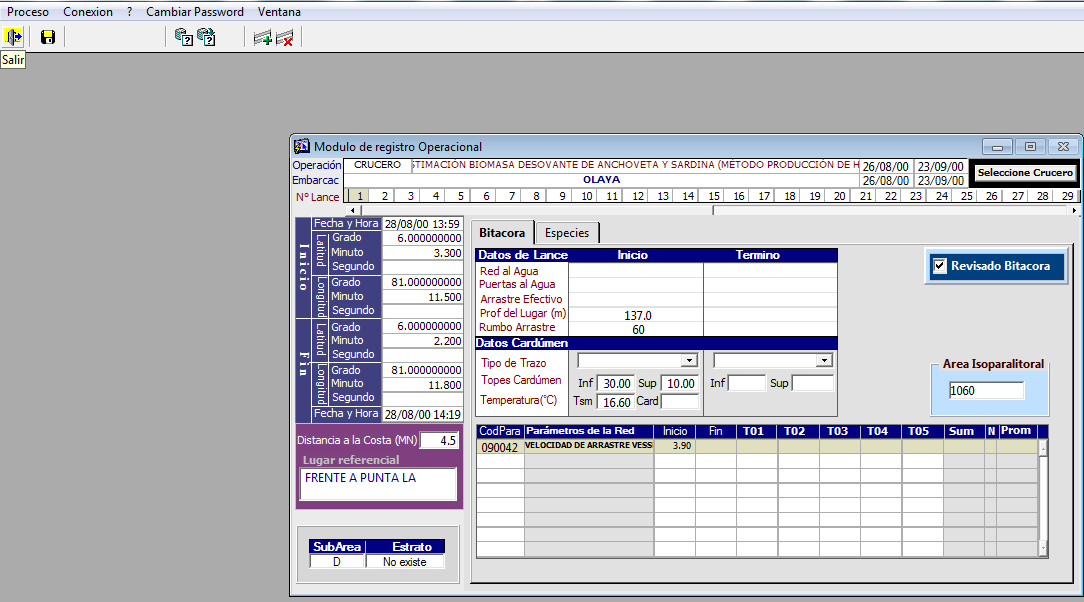 Proceso Conexion ? Cambiar Password Ventana
Salir
Modulo de registro Operacional
Operación CRUCERO STIMACIÓN BIOMASA DESOVANTE DE ANCHOVETA Y SARDINA (MÉTODO PRODUCCIÓN DE H 26/08/00 23/09/00
Embarcac OLAYA 26/08/00 23/09/00
Seleccione Crucero
Nº Lance 1 2 3 4 5 6 7 8 9 10 11 12 13 14 15 16 17 18 19 20 21 22 23 24 25 26 27 28 29
Inicio
Fecha y Hora 28/08/00 13:59
Latitud
Grado 6.000000000
Minuto 3.300
Segundo
Longitud
Grado 81.00000000
Minuto 11.500
Segundo
Fin
Latitud
Grado 6.000000000
Minuto 2.200
Segundo
Longitud
Grado 81.00000000
Minuto 11.800
Segundo
Fecha y Hora 28/08/00 14:19
Distancia a la Costa (MN) 4.5
Lugar referencial
FRENTE A PUNTA LA
SubArea Estrato
D No existe
Bitacora Especies
Datos de Lance Inicio Termino
Red al Agua
Puertas al Agua
Arrastre Efectivo
Prof del Lugar (m) 137.0
Rumbo Arrastre 60
Datos Cardúmen
Tipo de Trazo
Topes Cardúmen Inf 30.00 Sup 10.00 Inf Sup
Temperatura(°C) Tsm 16.60 Card
Revisado Bitacora
Area Isoparalitoral
1060
CodPara Parámetros de la Red Inicio Fin T01 T02 T03 T04 T05 Sum N Prom
090042 VELOCIDAD DE ARRASTRE VESS 3.90